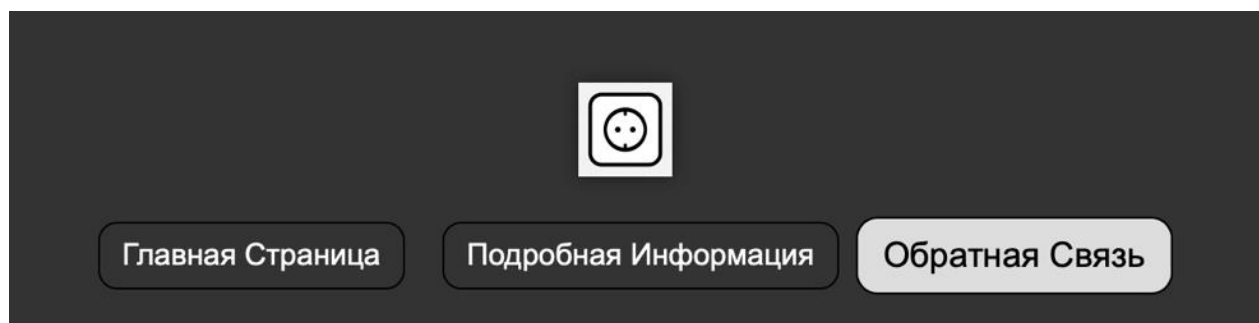 Главная Страница
Подробная Информация
Обратная Связь